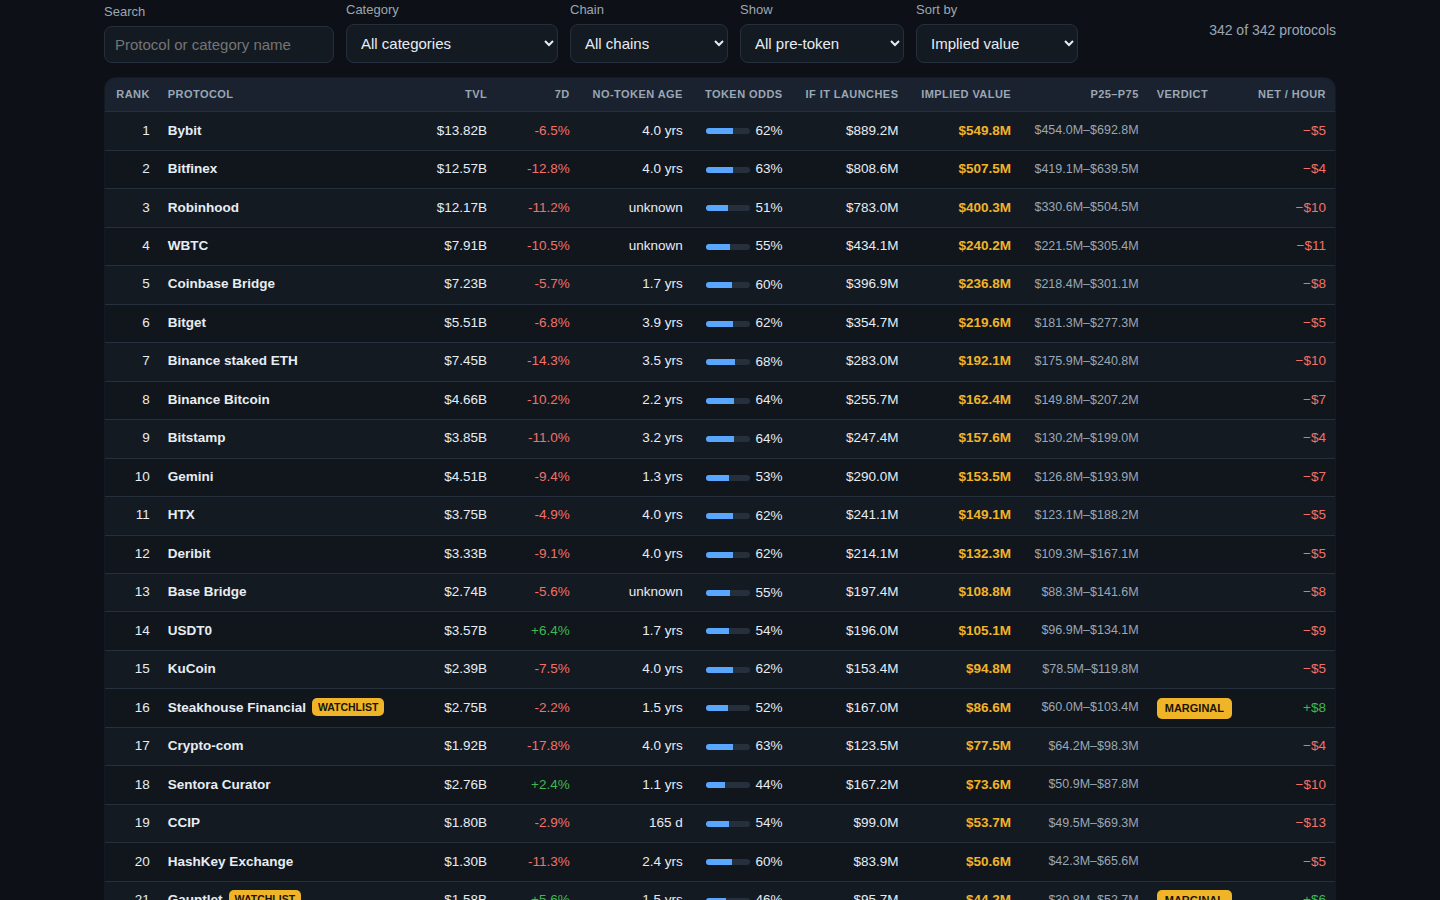 Search Category Chain Show Sort by
Protocol or category name All categories All chains All pre-token Implied value 342 of 342 protocols
RANK PROTOCOL TVL 7D NO-TOKEN AGE TOKEN ODDS IF IT LAUNCHES IMPLIED VALUE P25–P75 VERDICT NET / HOUR
1 Bybit $13.82B -6.5% 4.0 yrs 62% $889.2M $549.8M $454.0M–$692.8M −$5
2 Bitfinex $12.57B -12.8% 4.0 yrs 63% $808.6M $507.5M $419.1M–$639.5M −$4
3 Robinhood $12.17B -11.2% unknown 51% $783.0M $400.3M $330.6M–$504.5M −$10
4 WBTC $7.91B -10.5% unknown 55% $434.1M $240.2M $221.5M–$305.4M −$11
5 Coinbase Bridge $7.23B -5.7% 1.7 yrs 60% $396.9M $236.8M $218.4M–$301.1M −$8
6 Bitget $5.51B -6.8% 3.9 yrs 62% $354.7M $219.6M $181.3M–$277.3M −$5
7 Binance staked ETH $7.45B -14.3% 3.5 yrs 68% $283.0M $192.1M $175.9M–$240.8M −$10
8 Binance Bitcoin $4.66B -10.2% 2.2 yrs 64% $255.7M $162.4M $149.8M–$207.2M −$7
9 Bitstamp $3.85B -11.0% 3.2 yrs 64% $247.4M $157.6M $130.2M–$199.0M −$4
10 Gemini $4.51B -9.4% 1.3 yrs 53% $290.0M $153.5M $126.8M–$193.9M −$7
11 HTX $3.75B -4.9% 4.0 yrs 62% $241.1M $149.1M $123.1M–$188.2M −$5
12 Deribit $3.33B -9.1% 4.0 yrs 62% $214.1M $132.3M $109.3M–$167.1M −$5
13 Base Bridge $2.74B -5.6% unknown 55% $197.4M $108.8M $88.3M–$141.6M −$8
14 USDT0 $3.57B +6.4% 1.7 yrs 54% $196.0M $105.1M $96.9M–$134.1M −$9
15 KuCoin $2.39B -7.5% 4.0 yrs 62% $153.4M $94.8M $78.5M–$119.8M −$5
16 Steakhouse Financial WATCHLIST $2.75B -2.2% 1.5 yrs 52% $167.0M $86.6M $60.0M–$103.4M MARGINAL +$8
17 Crypto-com $1.92B -17.8% 4.0 yrs 63% $123.5M $77.5M $64.2M–$98.3M −$4
18 Sentora Curator $2.76B +2.4% 1.1 yrs 44% $167.2M $73.6M $50.9M–$87.8M −$10
19 CCIP $1.80B -2.9% 165 d 54% $99.0M $53.7M $49.5M–$69.3M −$13
20 HashKey Exchange $1.30B -11.3% 2.4 yrs 60% $83.9M $50.6M $42.3M–$65.6M −$5
21 Gauntlet WATCHLIST $1.58B +5.6% 1.5 yrs 46% $95.7M $44.2M $30.8M–$52.7M MARGINAL +$6